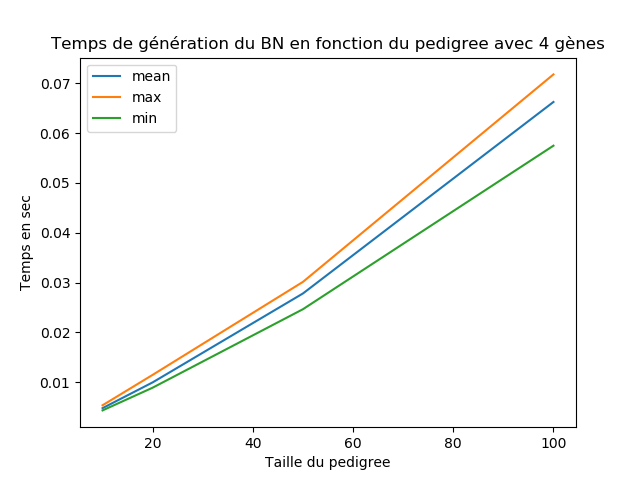 Temps de génération du BN en fonction du pedigree avec 4 gènes
mean
max
min
0.07
0.06
0.05
0.04
0.03
0.02
0.01
Temps en sec
20
40
60
80
100
Taille du pedigree